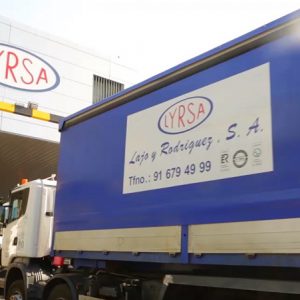 LYRSA
LYRSA
Lajo y Rodriguez, S. A.
Tfno.: 91 679 49 99